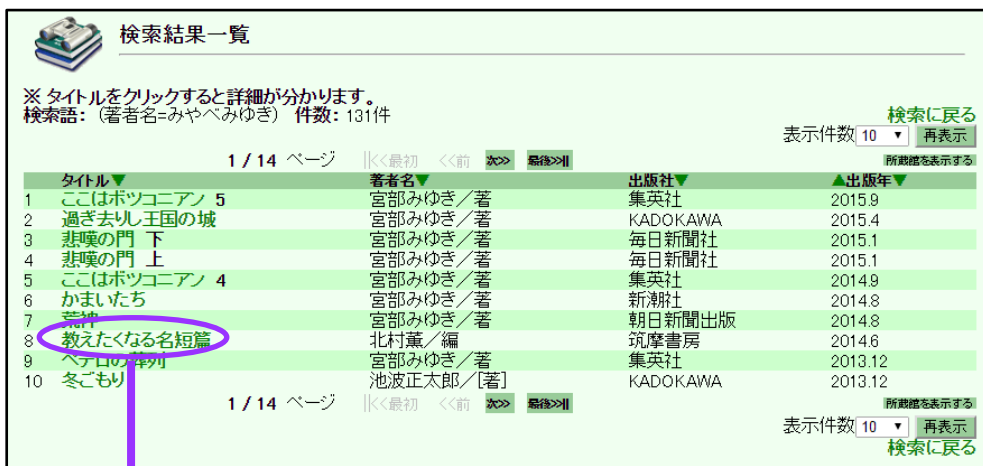 検索結果一覧
※ タイトルをクリックすると詳細が分かります。
検索語: (著者名=みやべみゆき) 件数: 131件
検索に戻る
表示件数 10 ▼ 再表示
1 / 14 ページ ||<<最初 <<前 次>> 最後>>|| 所蔵館を表示する
タイトル▼ 著者名▼ 出版社▼ ▲出版年▼
1 ここはボツコニアン 5 宮部みゆき／著 集英社 2015.9
2 過ぎ去りし王国の城 宮部みゆき／著 KADOKAWA 2015.4
3 悲嘆の門 下 宮部みゆき／著 毎日新聞社 2015.1
4 悲嘆の門 上 宮部みゆき／著 毎日新聞社 2015.1
5 ここはボツコニアン 4 宮部みゆき／著 集英社 2014.9
6 かまいたち 宮部みゆき／著 新潮社 2014.8
7 荒神 宮部みゆき／著 朝日新聞出版 2014.8
8 教えたくなる名短篇 北村薫／編 筑摩書房 2014.6
9 ペテロの葬列 宮部みゆき／著 集英社 2013.12
10 冬ごもり 池波正太郎／[著] KADOKAWA 2013.12
1 / 14 ページ ||<<最初 <<前 次>> 最後>>|| 所蔵館を表示する
表示件数 10 ▼ 再表示
検索に戻る